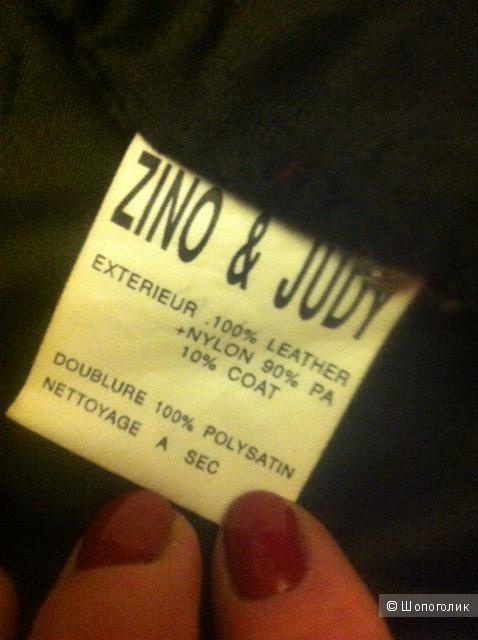 ZINO & JUDY
EXTERIEUR .100% LEATHER
+NYLON 90% PA
10% COAT
DOUBLURE 100% POLYSATIN
NETTOYAGE A SEC
© Шопоголик